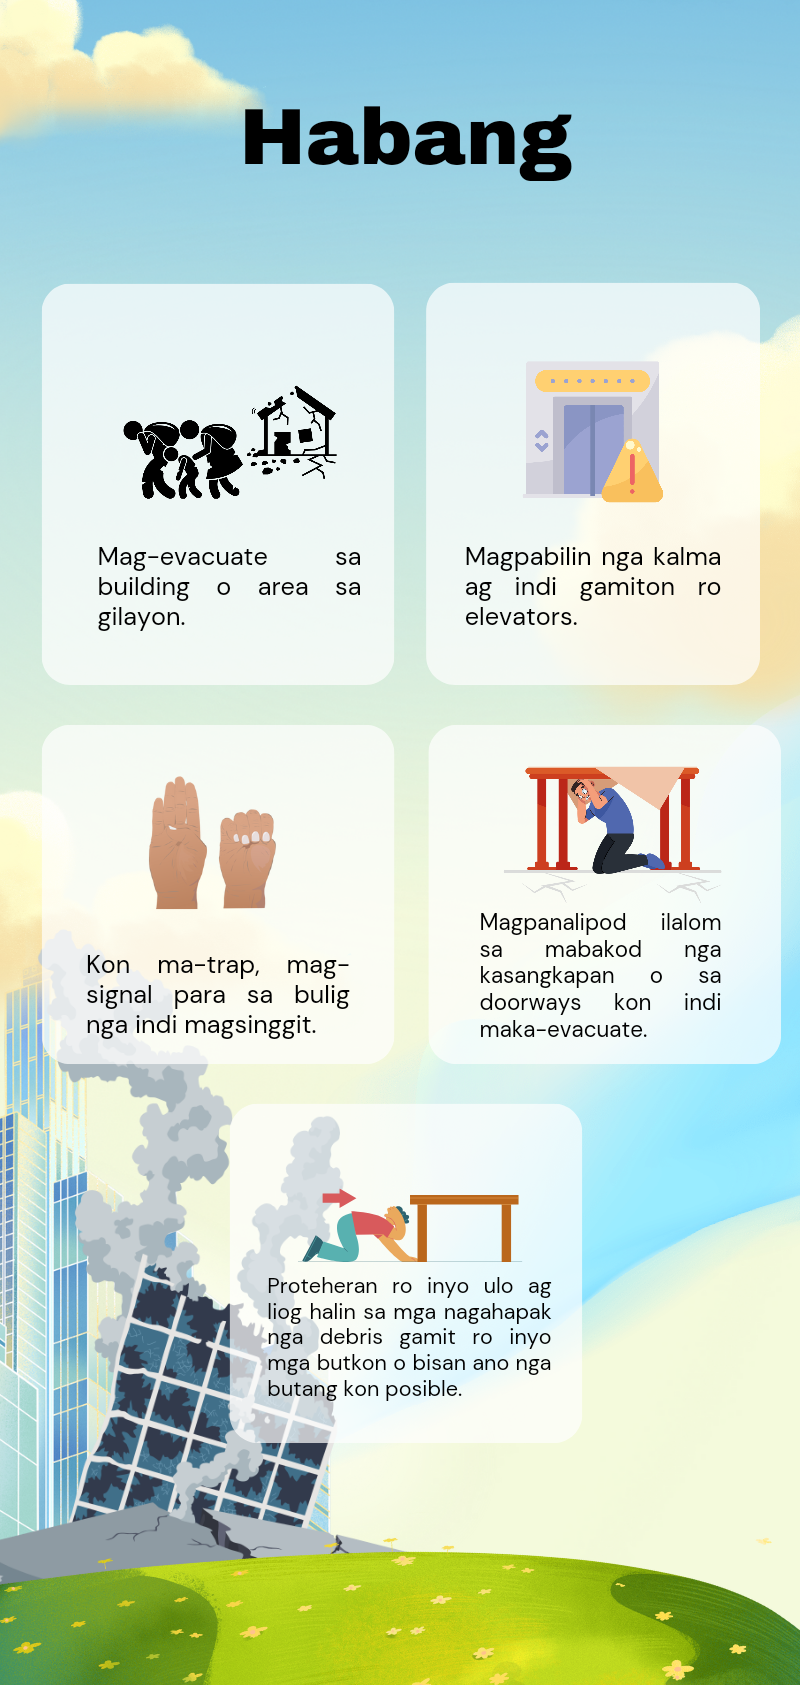 Habang
Mag-evacuate sa
building o area sa
gilayon.
Magpabilin nga kalma
ag indi gamiton ro
elevators.
Kon ma-trap, mag-
signal para sa bulig
nga indi magsinggit.
Magpanalipod ilalom
sa mabakod nga
kasangkapan o sa
doorways kon indi
maka-evacuate.
Proteheran ro inyo ulo ag
liog halin sa mga nagahapak
nga debris gamit ro inyo
mga butkon o bisan ano nga
butang kon posible.